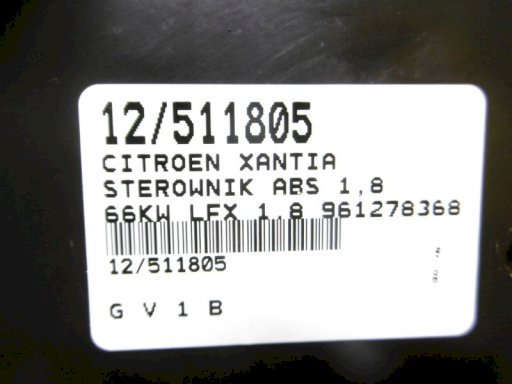 12/511805
CITROEN XANTIA
STEROWNIK ABS 1,8
66KW LFX 1.8 961278368
12/511805
G V 1 B